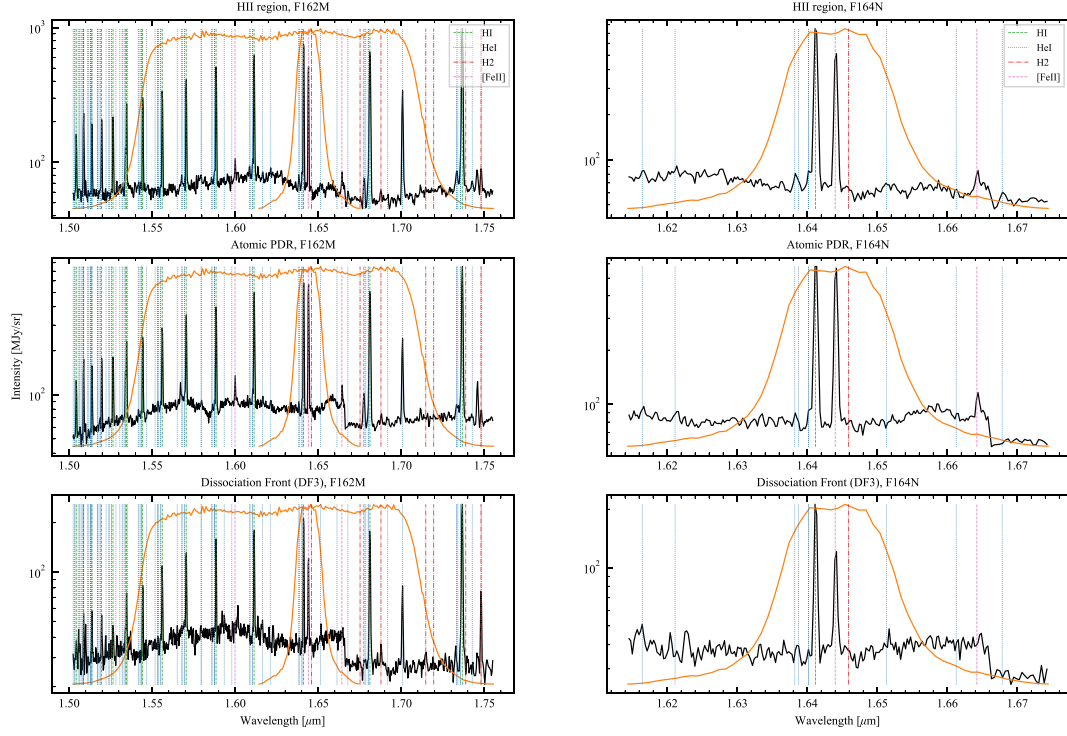 HII region, F162M
10³
10²
HI
HeI
H2
[FeII]
1.50 1.55 1.60 1.65 1.70 1.75
HII region, F164N
10²
HI
HeI
H2
[FeII]
1.62 1.63 1.64 1.65 1.66 1.67
Atomic PDR, F162M
Intensity [MJy/sr]
10²
1.50 1.55 1.60 1.65 1.70 1.75
Atomic PDR, F164N
10²
1.62 1.63 1.64 1.65 1.66 1.67
Dissociation Front (DF3), F162M
10²
1.50 1.55 1.60 1.65 1.70 1.75
Wavelength [μm]
Dissociation Front (DF3), F164N
10²
1.62 1.63 1.64 1.65 1.66 1.67
Wavelength [μm]